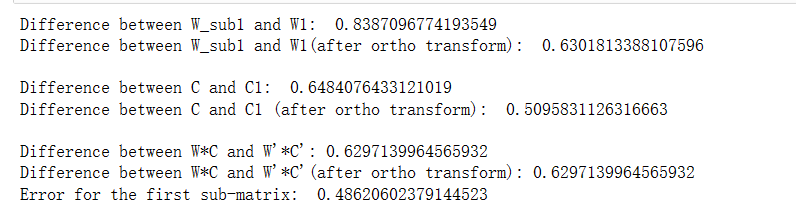 Difference between W_sub1 and W1:  0.8387096774193549
Difference between W_sub1 and W1(after ortho transform):  0.6301813388107596
Difference between C and C1:  0.6484076433121019
Difference between C and C1 (after ortho transform):  0.5095831126316663
Difference between W*C and W'*C': 0.6297139964565932
Difference between W*C and W'*C'(after ortho transform): 0.6297139964565932
Error for the first sub-matrix:  0.48620602379144523